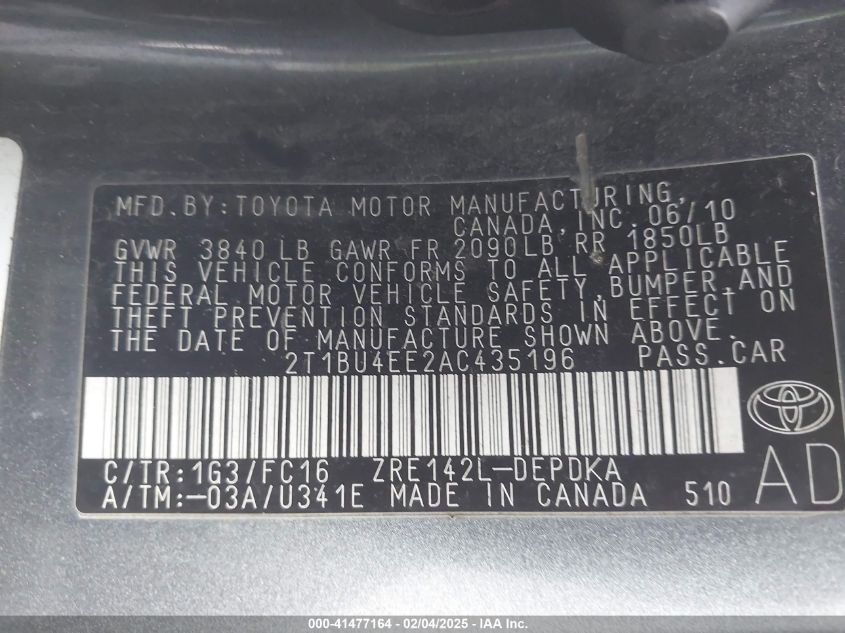 MFD.BY:TOYOTA MOTOR MANUFACTURING,
CANADA,INC. 06/10
GVWR 3840LB GAWR FR 2090LB RR 1850LB
THIS VEHICLE CONFORMS TO ALL APPLICABLE
FEDERAL MOTOR VEHICLE SAFETY,BUMPER,AND
THEFT PREVENTION STANDARDS IN EFFECT ON
THE DATE OF MANUFACTURE SHOWN ABOVE.
2T1BU4EE2AC435196 PASS.CAR
C/TR:1G3/FC16 ZRE142L-DEPDKA
A/TM:-03A/U341E MADE IN CANADA 510
AD
000-41477164 - 02/04/2025 - IAA Inc.